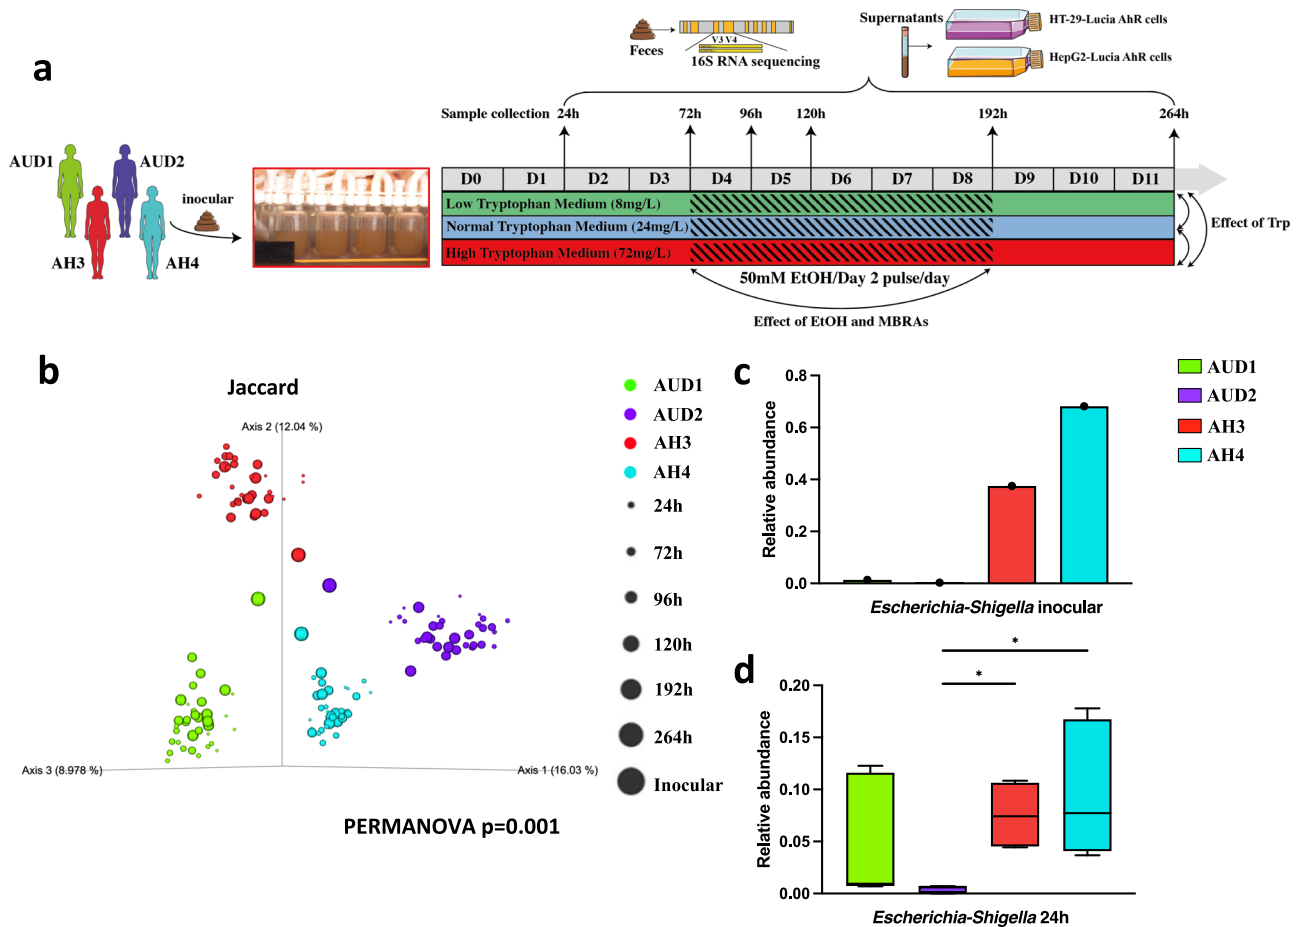 a
Feces
V3 V4
16S RNA sequencing
Supernatants
HT-29-Lucia AhR cells
HepG2-Lucia AhR cells
Sample collection 24h 72h 96h 120h 192h 264h
AUD1
AUD2
AH3
AH4
inocular
D0 D1 D2 D3 D4 D5 D6 D7 D8 D9 D10 D11
Low Tryptophan Medium (8mg/L)
Normal Tryptophan Medium (24mg/L)
High Tryptophan Medium (72mg/L)
Effect of Trp
50mM EtOH/Day 2 pulse/day
Effect of EtOH and MBRAs
b
Jaccard
Axis 2 (12.04 %)
Axis 3 (8.978 %)
Axis 1 (16.03 %)
PERMANOVA p=0.001
AUD1
AUD2
AH3
AH4
24h
72h
96h
120h
192h
264h
Inocular
c
Relative abundance
0.8
0.6
0.4
0.2
0.0
Escherichia-Shigella inocular
AUD1
AUD2
AH3
AH4
d
*
*
Relative abundance
0.20
0.15
0.10
0.05
0.00
Escherichia-Shigella 24h